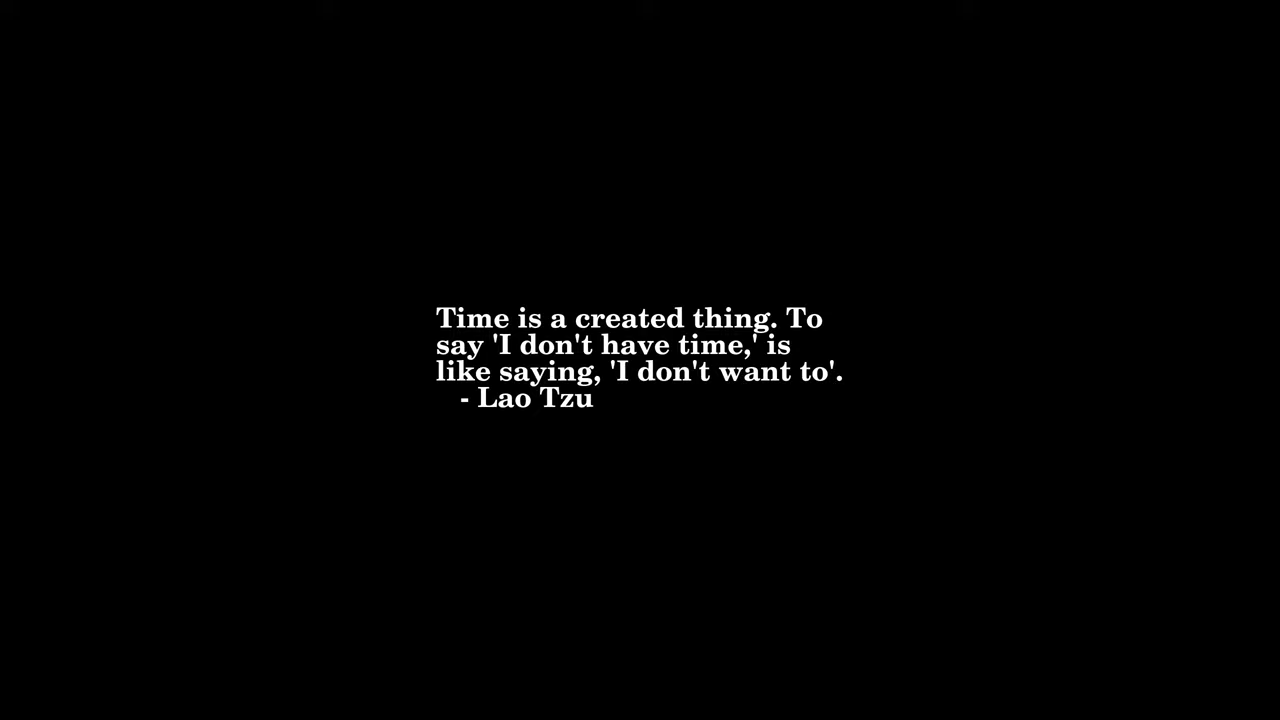 Time is a created thing. To
say 'I don't have time,' is
like saying, 'I don't want to'.
- Lao Tzu